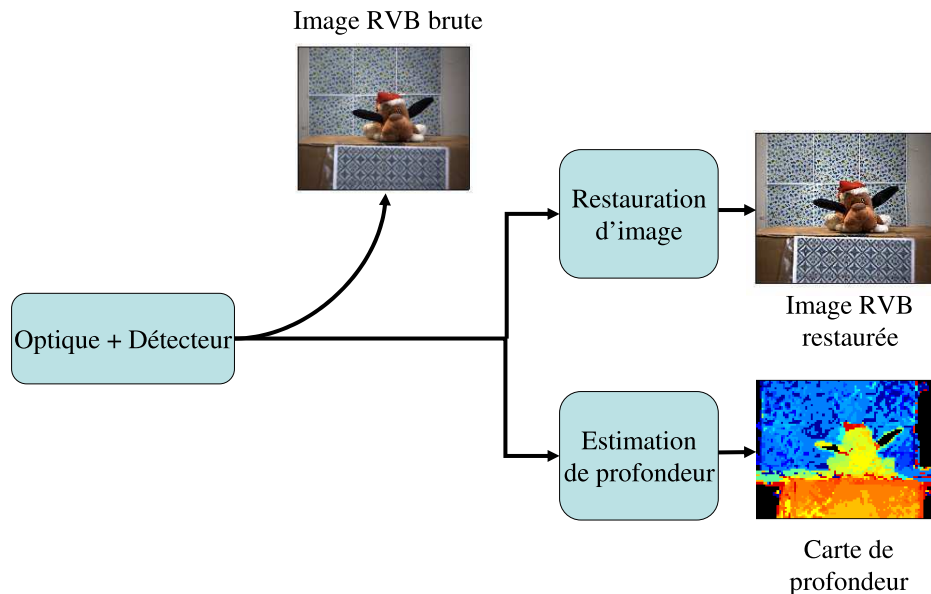 Image RVB brute
Restauration
d'image
Image RVB
restaurée
Optique + Détecteur
Estimation
de profondeur
Carte de
profondeur